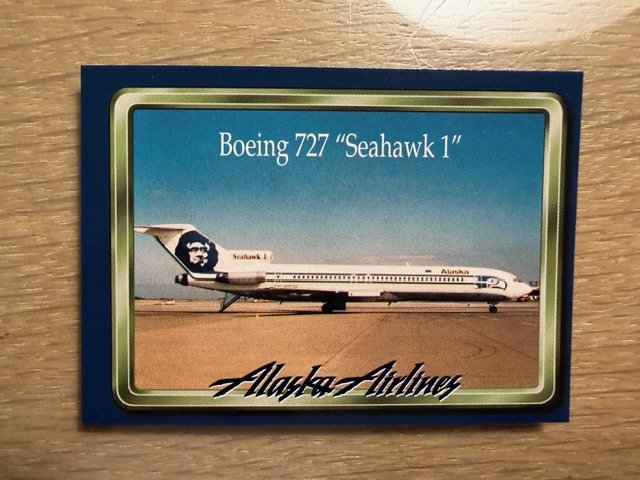 Boeing 727 “Seahawk 1”
Seahawk 1
Alaska
Alaska Airlines